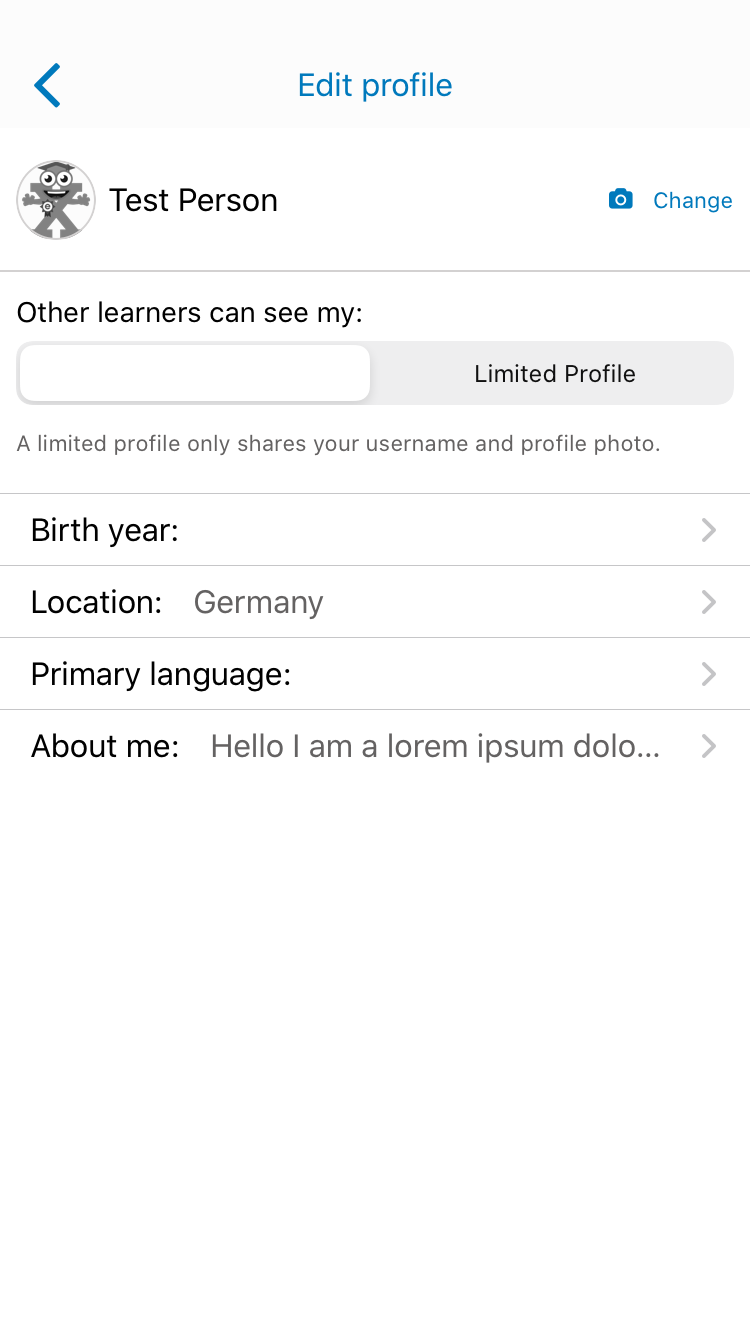 Edit profile
Test Person
Change
Other learners can see my:
Limited Profile
A limited profile only shares your username and profile photo.
Birth year:
Location: Germany
Primary language:
About me: Hello I am a lorem ipsum dolo...